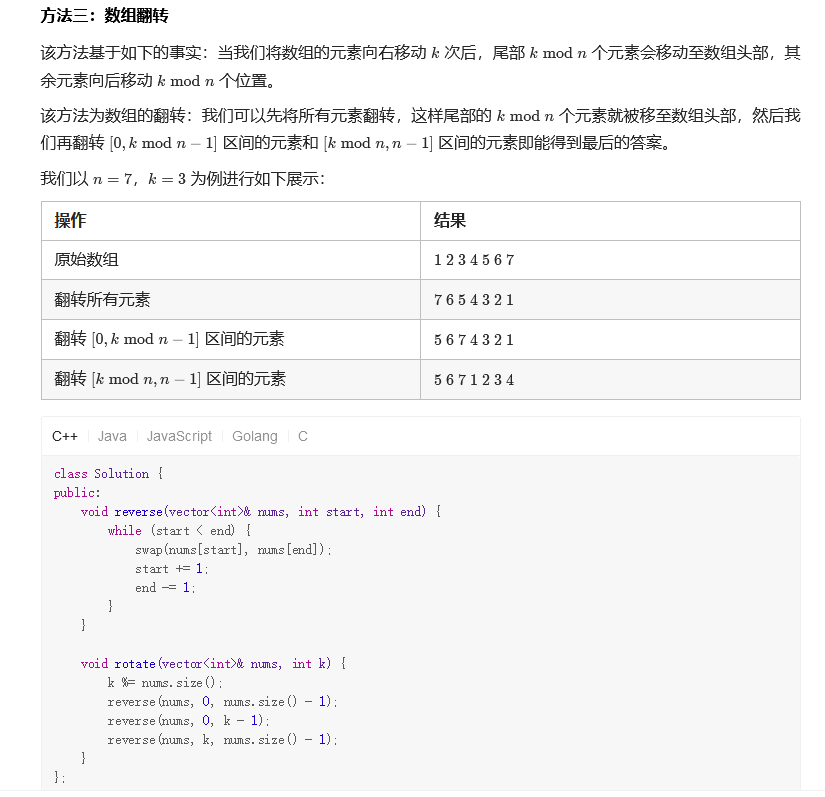 方法三：数组翻转
该方法基于如下的事实：当我们将数组的元素向右移动 k 次后，尾部 k mod n 个元素会移动至数组头部，其
余元素向后移动 k mod n 个位置。
该方法为数组的翻转：我们可以先将所有元素翻转，这样尾部的 k mod n 个元素就被移至数组头部，然后我
们再翻转 [0, k mod n − 1] 区间的元素和 [k mod n, n − 1] 区间的元素即能得到最后的答案。
我们以 n = 7，k = 3 为例进行如下展示：
操作 结果
原始数组 1 2 3 4 5 6 7
翻转所有元素 7 6 5 4 3 2 1
翻转 [0, k mod n − 1] 区间的元素 5 6 7 4 3 2 1
翻转 [k mod n, n − 1] 区间的元素 5 6 7 1 2 3 4
C++ Java JavaScript Golang C
class Solution {
public:
    void reverse(vector<int>& nums, int start, int end) {
        while (start < end) {
            swap(nums[start], nums[end]);
            start += 1;
            end -= 1;
        }
    }
    void rotate(vector<int>& nums, int k) {
        k %= nums.size();
        reverse(nums, 0, nums.size() - 1);
        reverse(nums, 0, k - 1);
        reverse(nums, k, nums.size() - 1);
    }
};